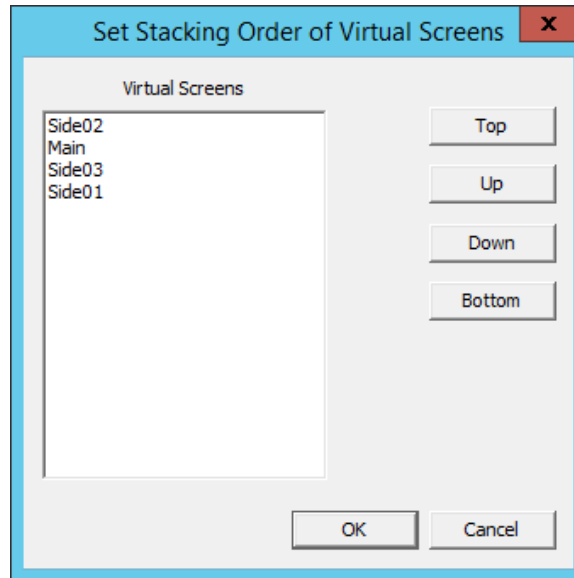 Set Stacking Order of Virtual Screens
x
Virtual Screens
Side02
Main
Side03
Side01
Top
Up
Down
Bottom
OK
Cancel